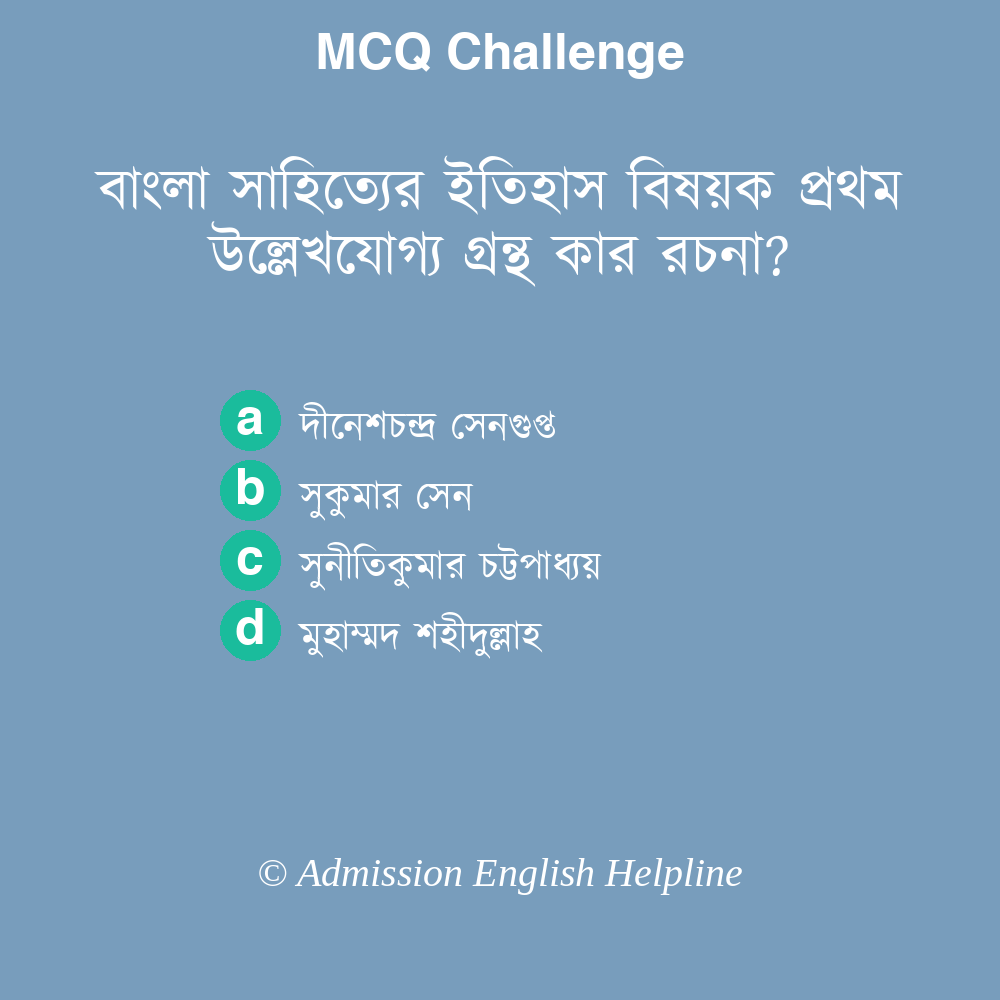 MCQ Challenge
বাংলা সাহিত্যের ইতিহাস বিষয়ক প্রথম
উল্লেখযোগ্য গ্রন্থ কার রচনা?
a দীনেশচন্দ্র সেনগুপ্ত
b সুকুমার সেন
c সুনীতিকুমার চট্টপাধ্যয়
d মুহাম্মদ শহীদুল্লাহ
© Admission English Helpline